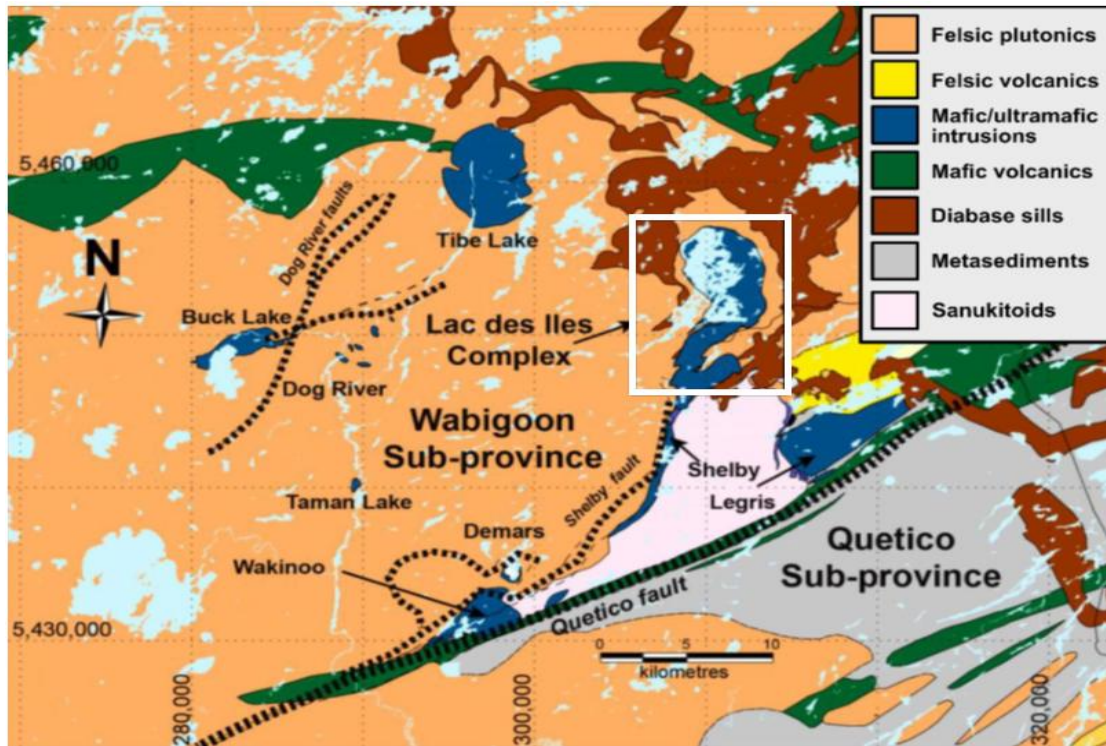 Felsic plutonics
Felsic volcanics
Mafic/ultramafic
intrusions
Mafic volcanics
Diabase sills
Metasediments
Sanukitoids
5,460,000
Dog River faults
Tibe Lake
N
Buck Lake
Lac des Iles
Complex
Dog River
Wabigoon
Sub-province
Shelby
Legris
Taman Lake
Shelby fault
Demars
Quetico
Sub-province
Wakinoo
Quetico fault
5,430,000
0 5 10
kilometres
280,000
300,000
320,000